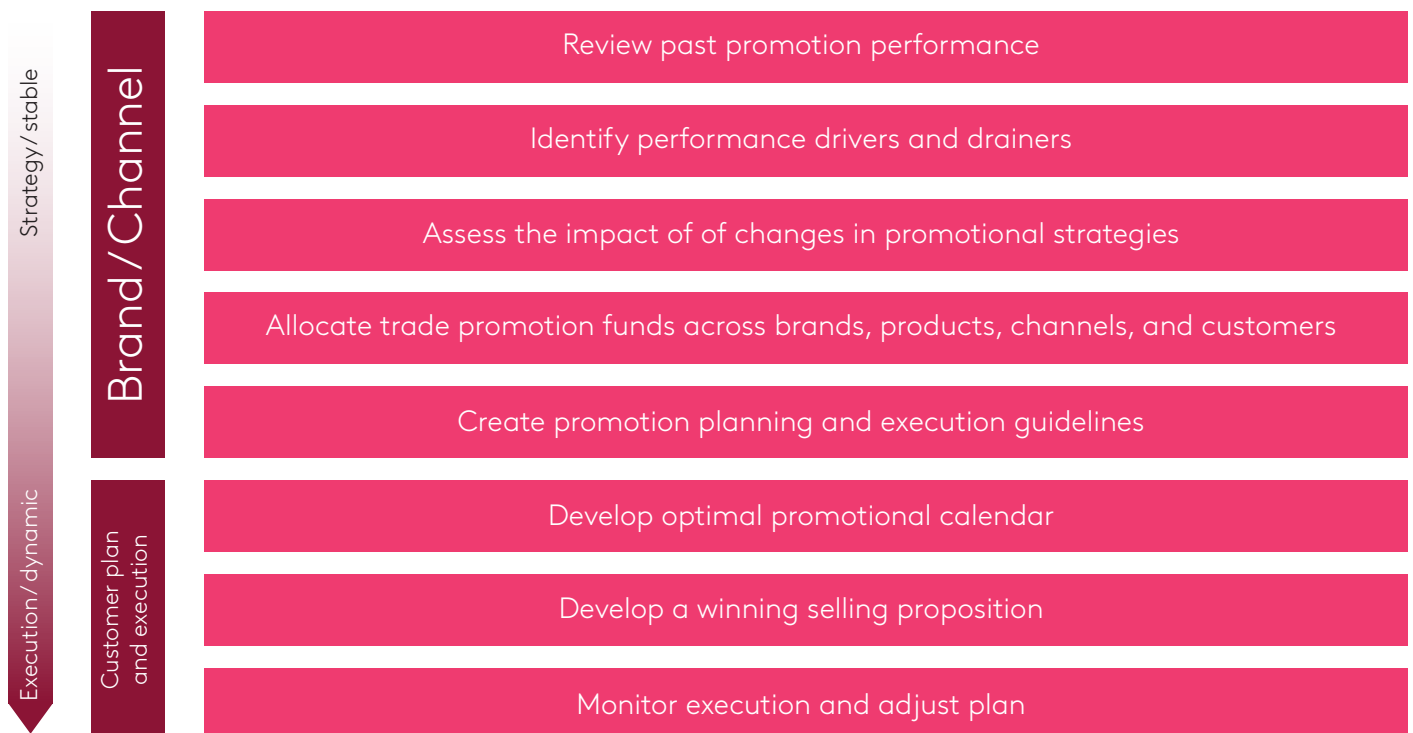 Strategy/stable
Execution/dynamic
Brand/Channel
Review past promotion performance
Identify performance drivers and drainers
Assess the impact of of changes in promotional strategies
Allocate trade promotion funds across brands, products, channels, and customers
Create promotion planning and execution guidelines
Customer plan
and execution
Develop optimal promotional calendar
Develop a winning selling proposition
Monitor execution and adjust plan